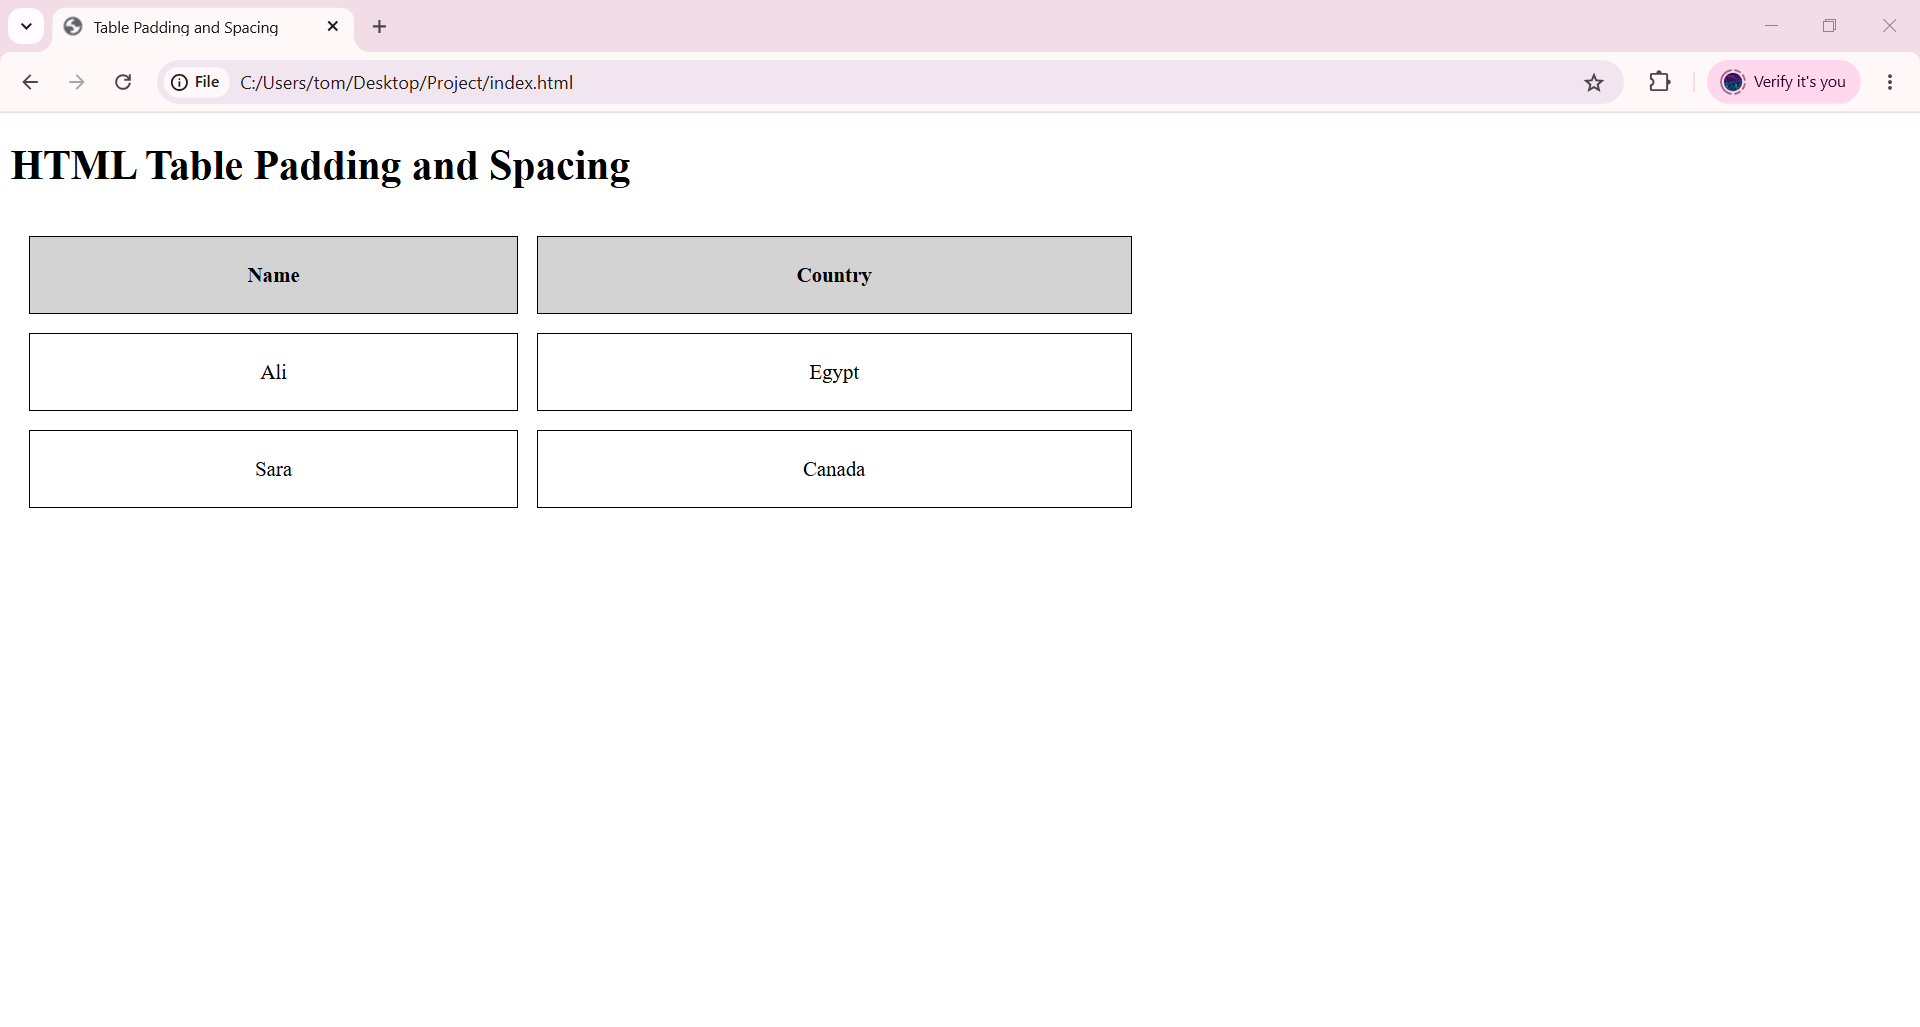 Table Padding and Spacing
File C:/Users/tom/Desktop/Project/index.html Verify it's you
HTML Table Padding and Spacing
Name Country
Ali Egypt
Sara Canada